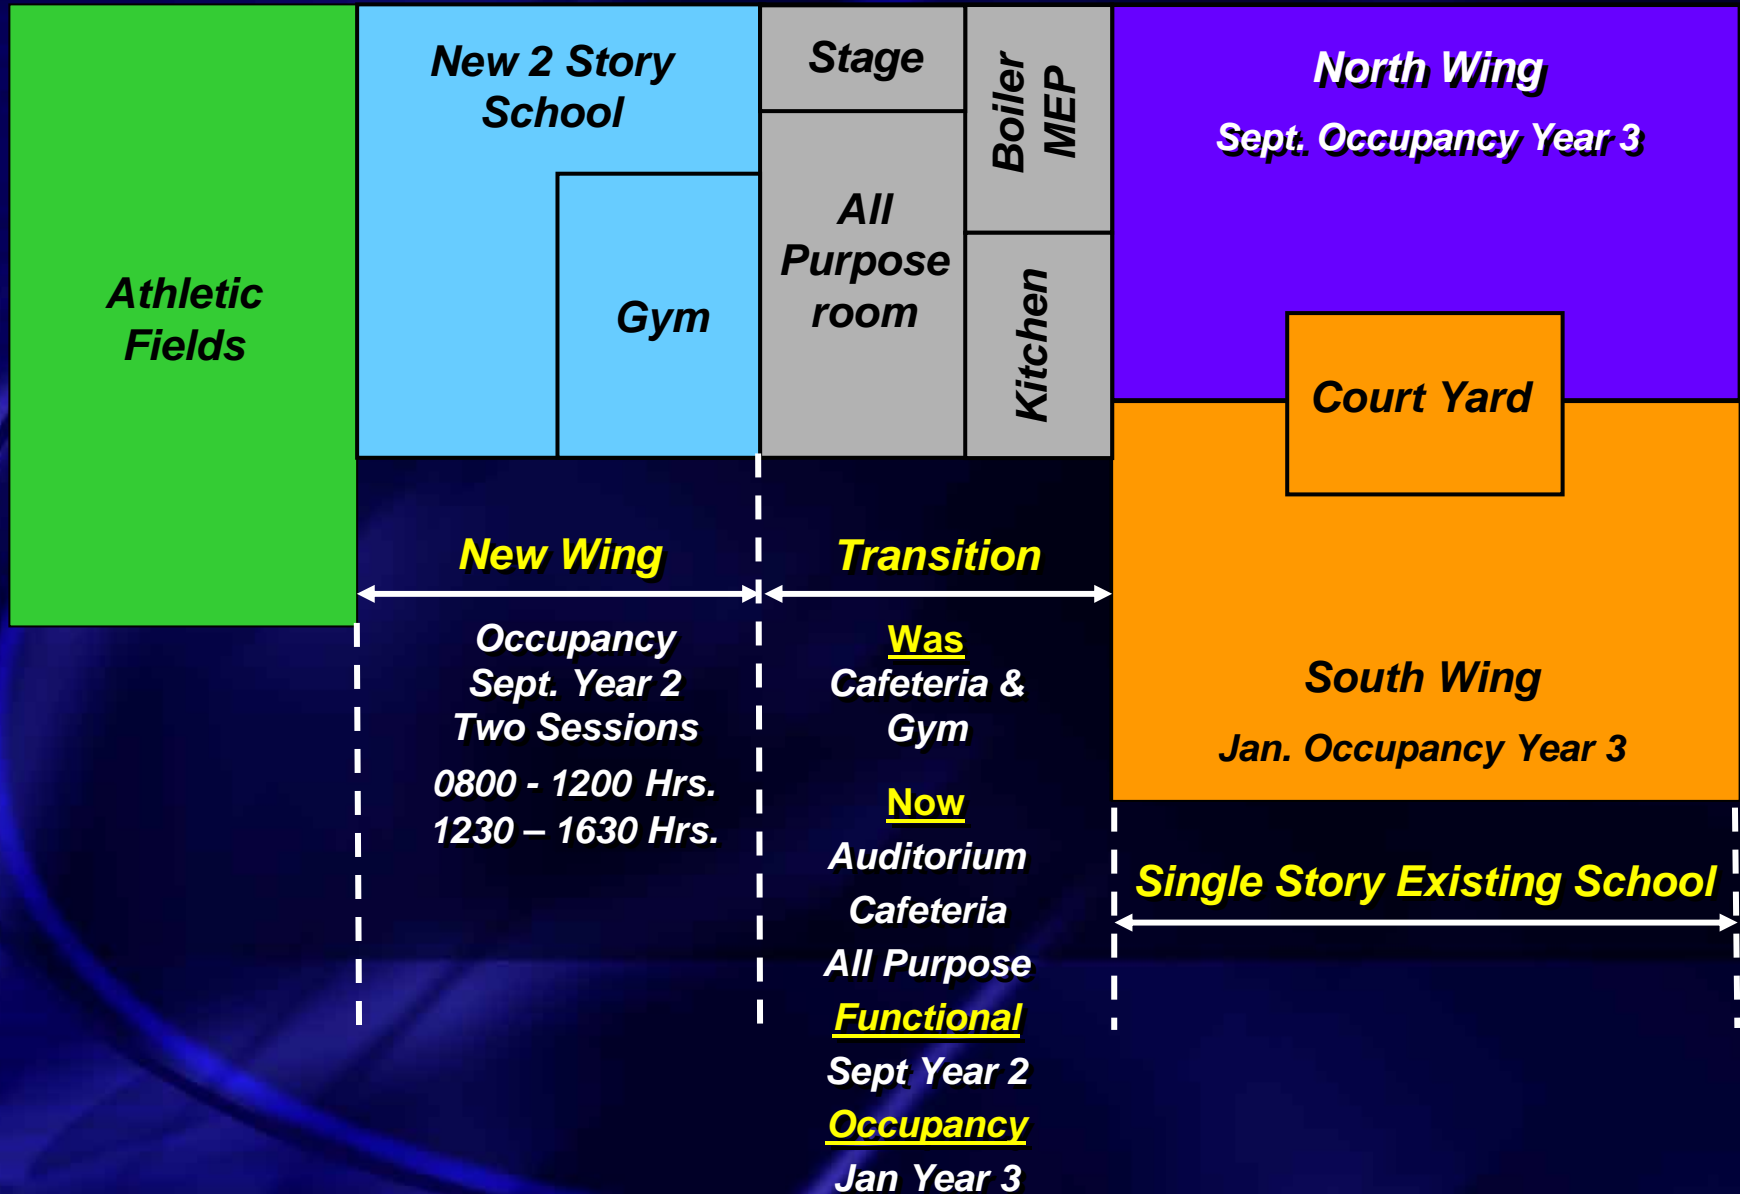 Athletic
Fields
New 2 Story
School
Gym
Stage
All
Purpose
room
Boiler
MEP
Kitchen
North Wing
Sept. Occupancy Year 3
Court Yard
South Wing
Jan. Occupancy Year 3
New Wing
Occupancy
Sept. Year 2
Two Sessions
0800 - 1200 Hrs.
1230 – 1630 Hrs.
Transition
Was
Cafeteria &
Gym
Now
Auditorium
Cafeteria
All Purpose
Functional
Sept Year 2
Occupancy
Jan Year 3
Single Story Existing School